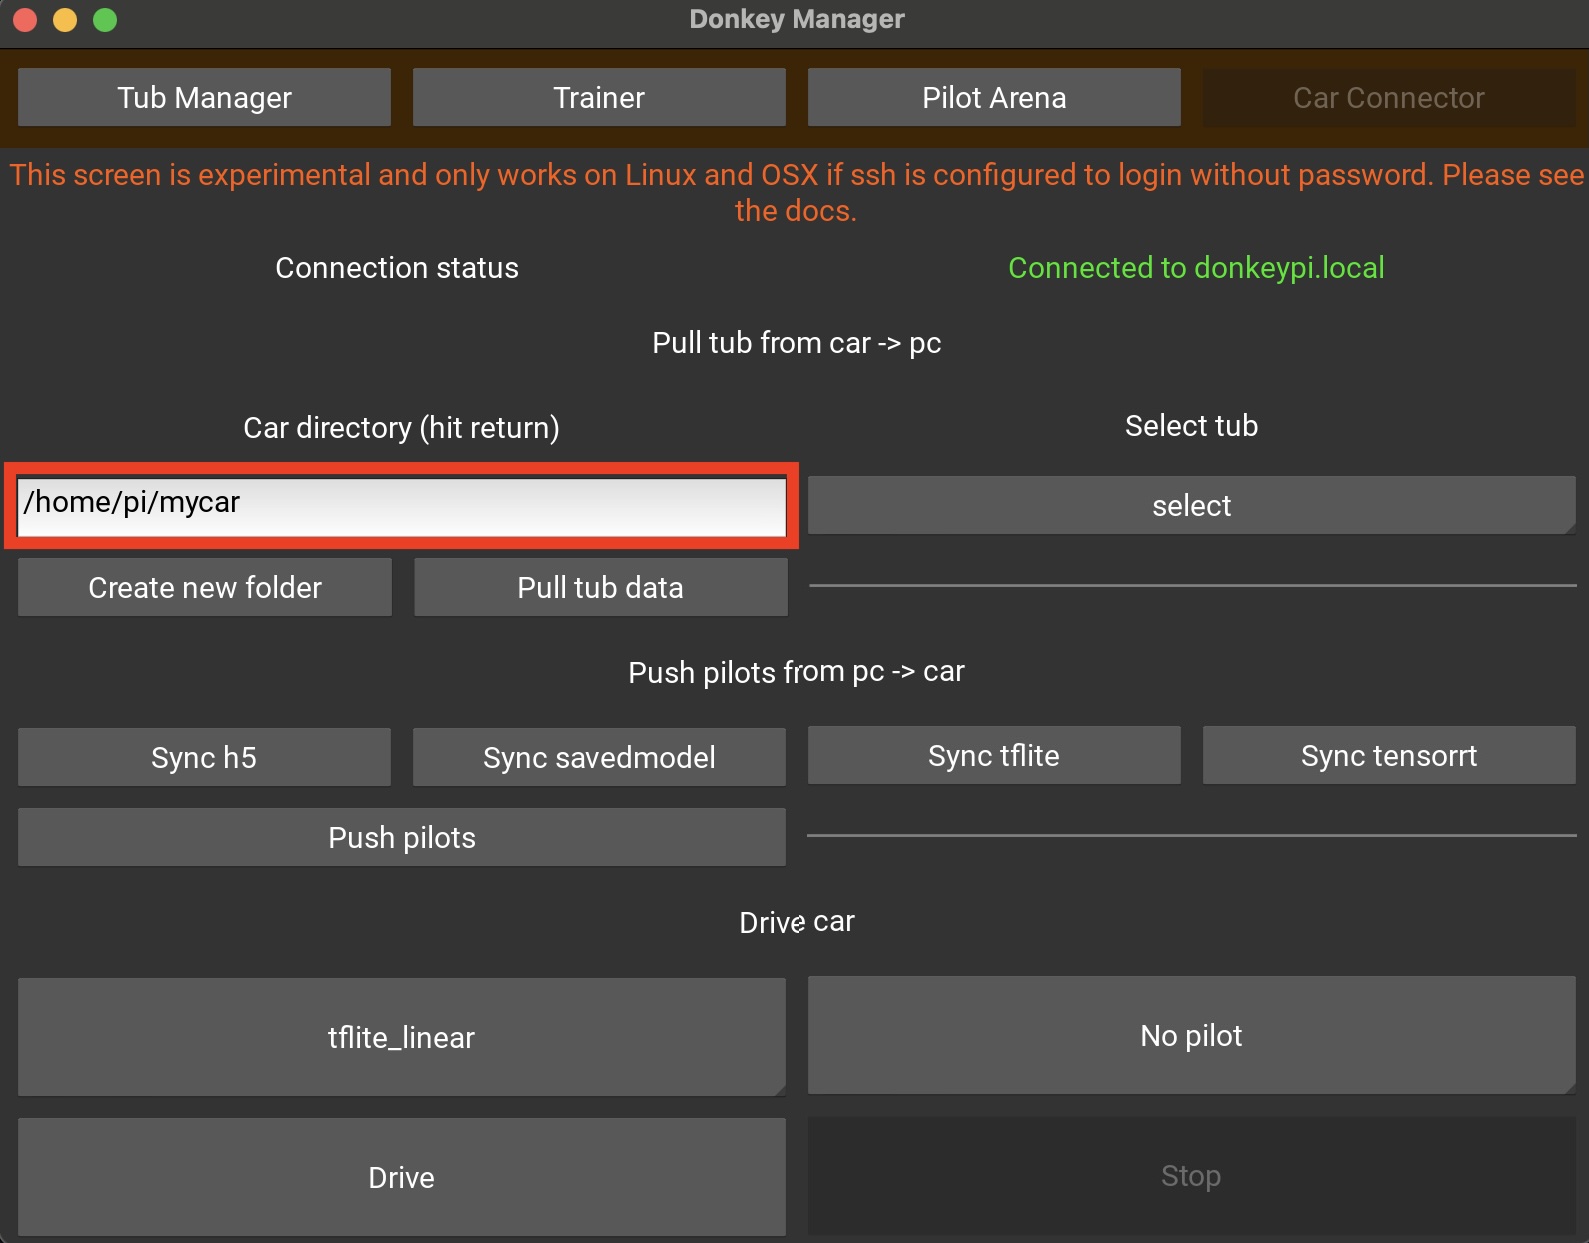 Donkey Manager
Tub Manager
Trainer
Pilot Arena
Car Connector
This screen is experimental and only works on Linux and OSX if ssh is configured to login without password. Please see
the docs.
Connection status
Connected to donkeypi.local
Pull tub from car -> pc
Car directory (hit return)
Select tub
/home/pi/mycar
select
Create new folder
Pull tub data
Push pilots from pc -> car
Sync h5
Sync savedmodel
Sync tflite
Sync tensorrt
Push pilots
Drive car
tflite_linear
No pilot
Drive
Stop